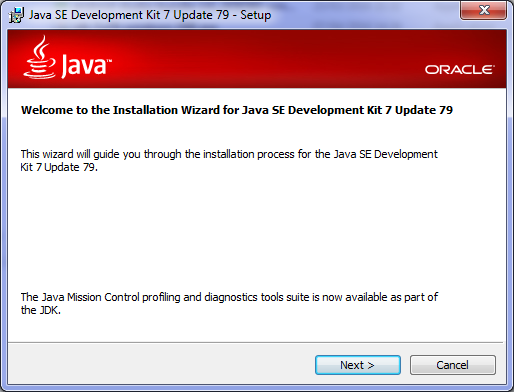 Java SE Development Kit 7 Update 79 - Setup
Java™
ORACLE®
Welcome to the Installation Wizard for Java SE Development Kit 7 Update 79
This wizard will guide you through the installation process for the Java SE Development
Kit 7 Update 79.
The Java Mission Control profiling and diagnostics tools suite is now available as part of
the JDK.
Next >
Cancel